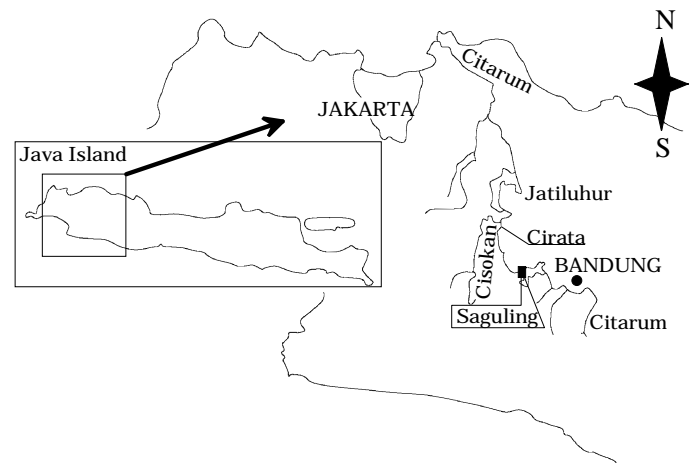 N
Citarum
JAKARTA
S
Java Island
Jatiluhur
Cisokan
Cirata
BANDUNG
Saguling
Citarum